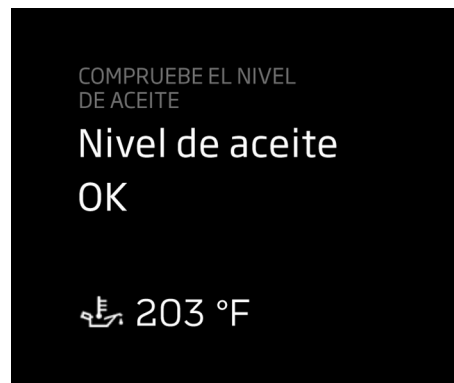 COMPRUEBE EL NIVEL
DE ACEITE
Nivel de aceite
OK
203 °F